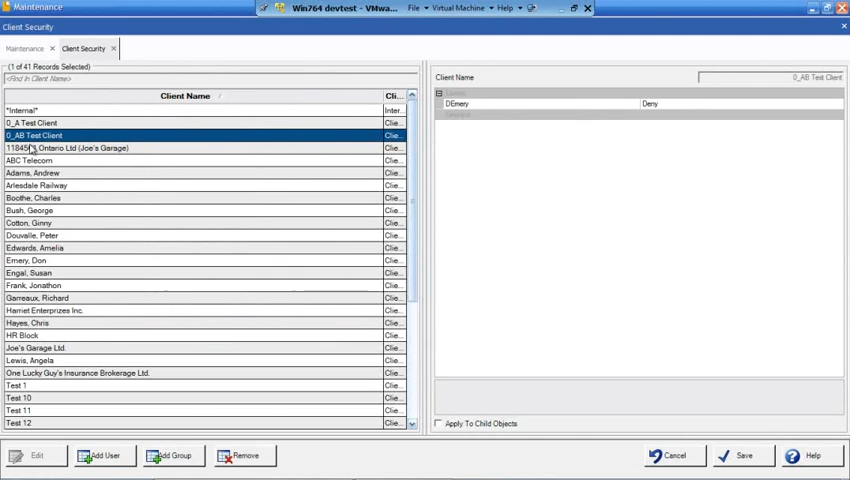 Maintenance
Win764 devtest - VMwa... File Virtual Machine Help
Client Security
Maintenance Client Security
(1 of 41 Records Selected)
<Find In Client Name>
Client Name Cli...
*Internal* Inter...
0_A Test Client Clie...
0_AB Test Client Clie...
Ontario Ltd (Joe's Garage) Clie...
ABC Telecom Clie...
Adams, Andrew Clie...
Arlesdale Railway Clie...
Boothe, Charles Clie...
Bush, George Clie...
Cotton, Ginny Clie...
Douvalle, Peter Clie...
Edwards, Amelia Clie...
Emery, Don Clie...
Engal, Susan Clie...
Frank, Jonathon Clie...
Garreaux, Richard Clie...
Harriet Enterprizes Inc. Clie...
Hayes, Chris Clie...
HR Block Clie...
Joe's Garage Ltd. Clie...
Lewis, Angela Clie...
One Lucky Guy's Insurance Brokerage Ltd. Clie...
Test 1 Clie...
Test 10 Clie...
Test 11 Clie...
Test 12 Clie...
Client Name 0_AB Test Client
DEmery Deny
Apply To Child Objects
Edit Add User Add Group Remove Cancel Save Help